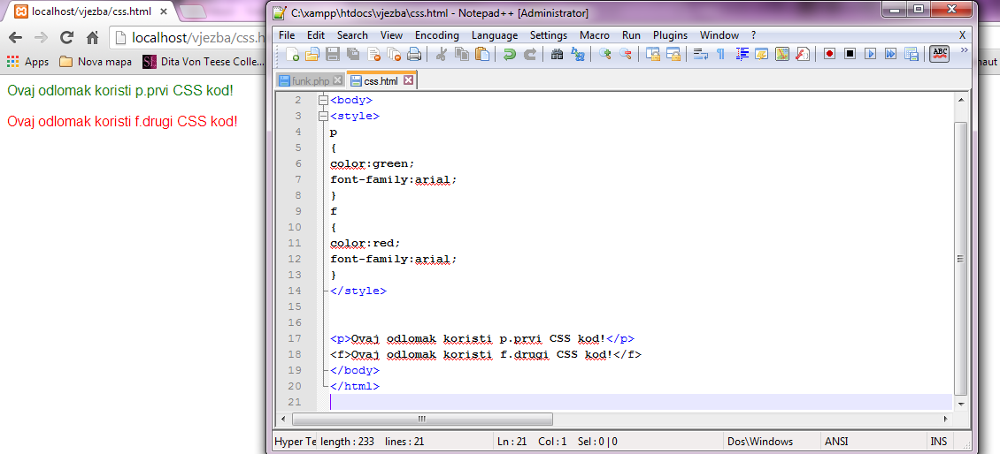 localhost/vjezba/css.html
localhost/vjezba/css.h
Apps
Nova mapa
Dita Von Teese Colle...
Ovaj odlomak koristi p.prvi CSS kod!
Ovaj odlomak koristi f.drugi CSS kod!
C:\xampp\htdocs\vjezba\css.html - Notepad++ [Administrator]
File Edit Search View Encoding Language Settings Macro Run Plugins Window ? X
ABC »
funk.php css.html
2 <body>
3 <style>
4 p
5 {
6 color:green;
7 font-family:arial;
8 }
9 f
10 {
11 color:red;
12 font-family:arial;
13 }
14 </style>
15
16
17 <p>Ovaj odlomak koristi p.prvi CSS kod!</p>
18 <f>Ovaj odlomak koristi f.drugi CSS kod!</f>
19 </body>
20 </html>
21
Hyper Te length : 233 lines : 21 Ln : 21 Col : 1 Sel : 0 | 0 Dos\Windows ANSI INS
naut